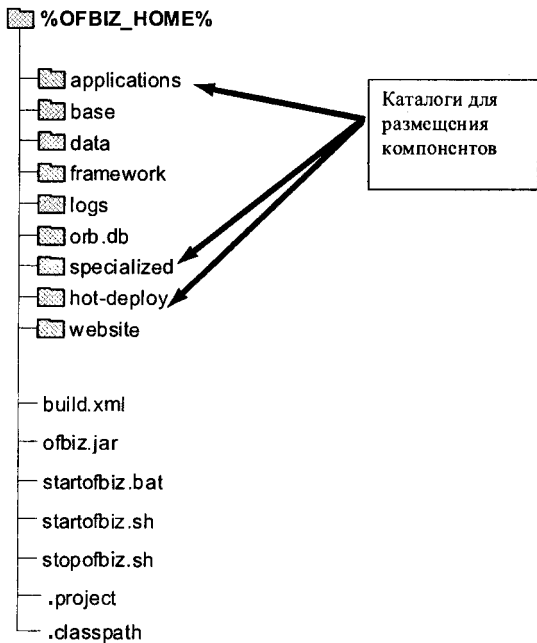 %OFBIZ_HOME%
applications
base
data
framework
logs
orb.db
specialized
hot-deploy
website
build.xml
ofbiz.jar
startofbiz.bat
startofbiz.sh
stopofbiz.sh
.project
.classpath
Каталоги для
размещения
компонентов